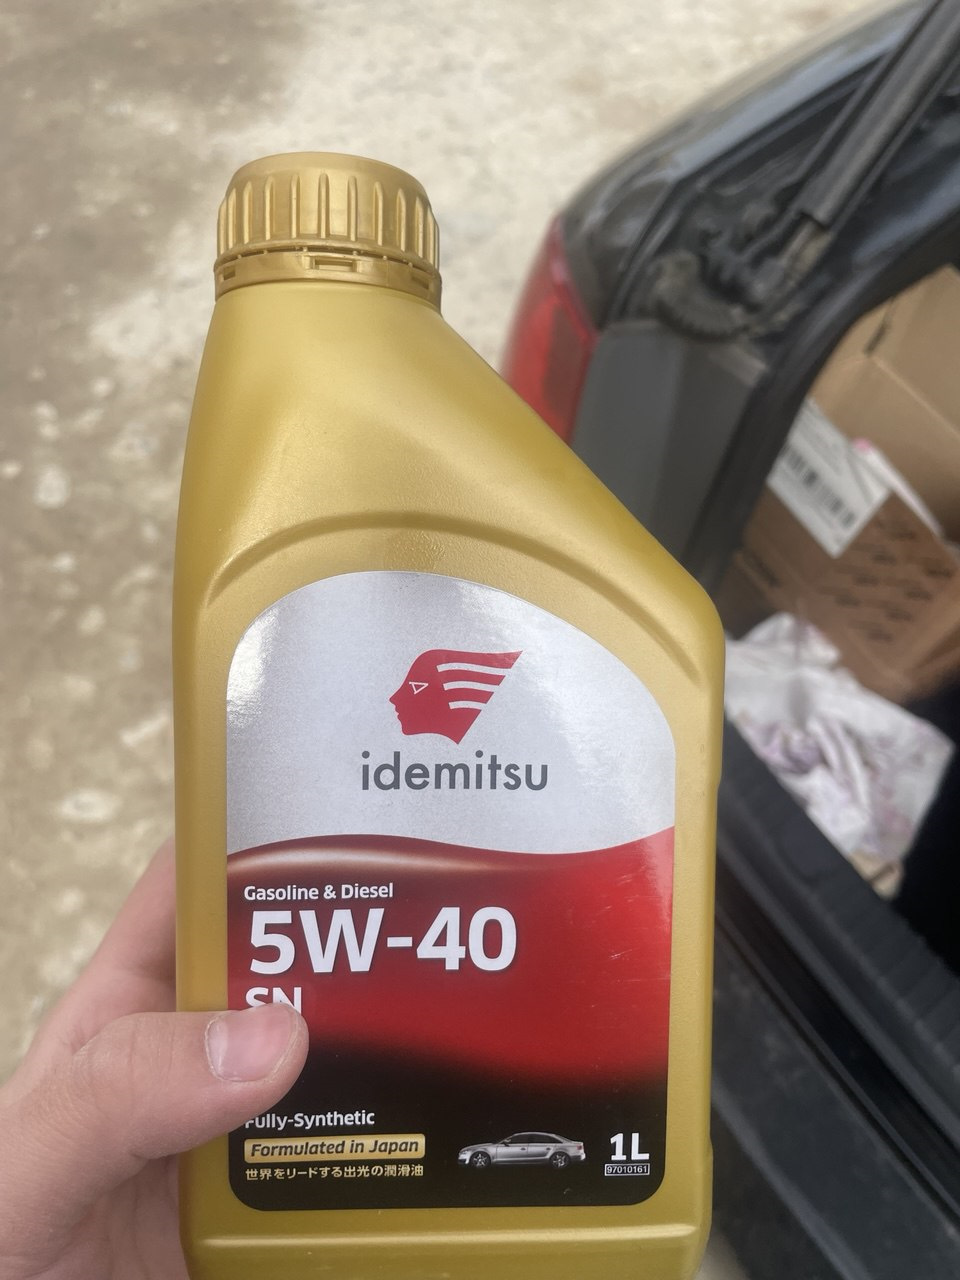 idemitsu
Gasoline & Diesel
5W-40
SN
Fully-Synthetic
Formulated in Japan
世界をリードする出光の潤滑油
1L
97010161